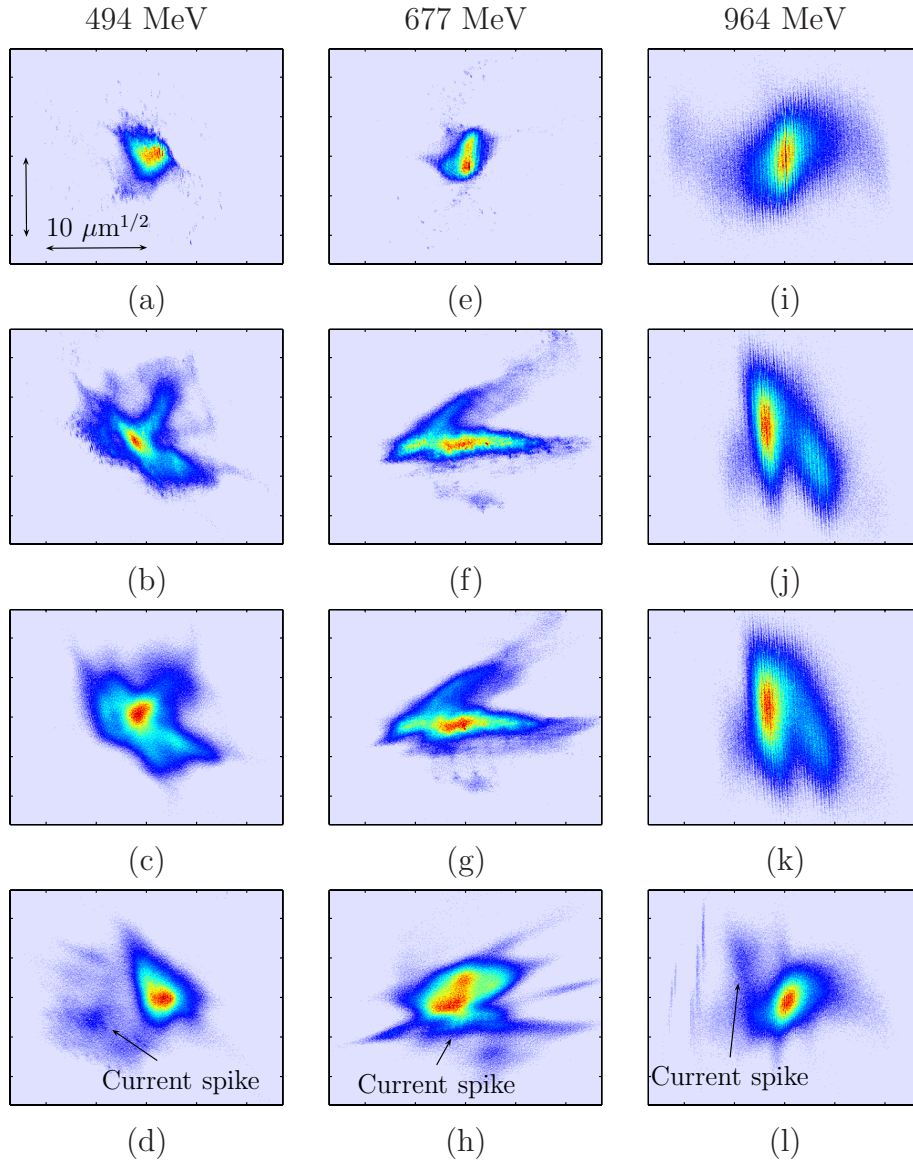 494 MeV 677 MeV 964 MeV
10 μm^{1/2}
(a) (e) (i)
(b) (f) (j)
(c) (g) (k)
Current spike Current spike Current spike
(d) (h) (l)